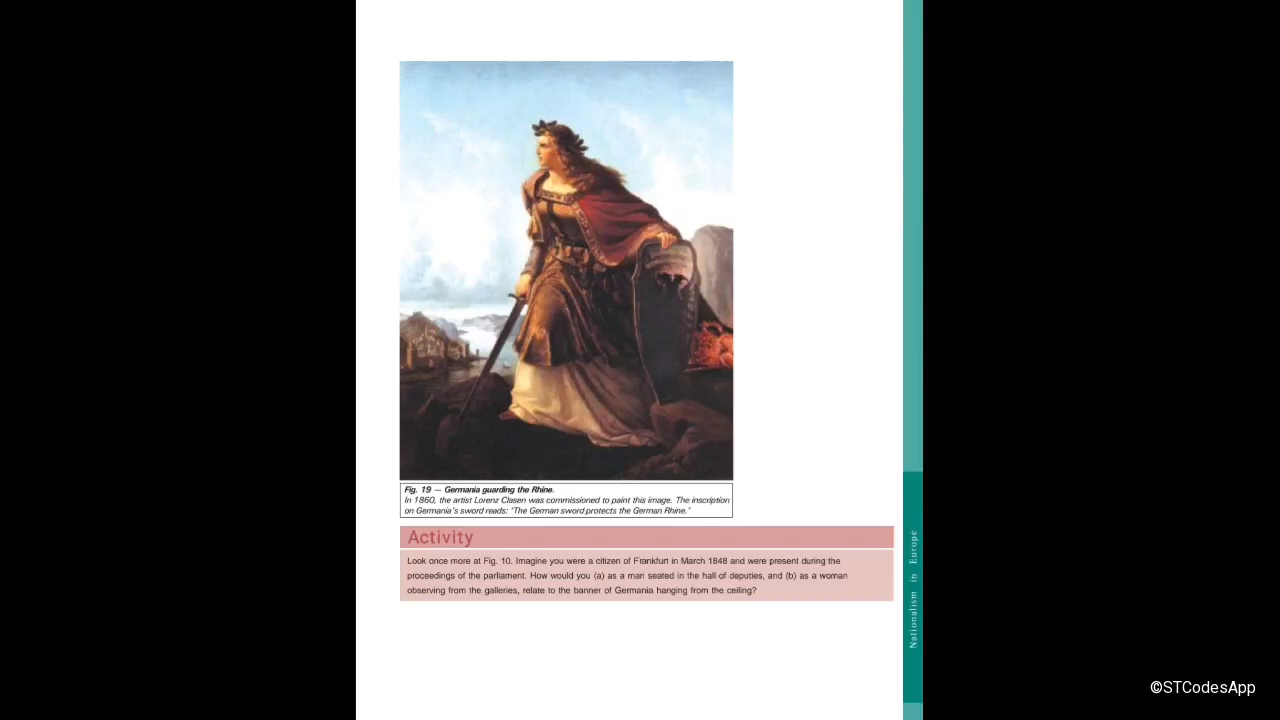 Fig. 19 — Germania guarding the Rhine.
In 1860, the artist Lorenz Clasen was commissioned to paint this image. The inscription
on Germania's sword reads: 'The German sword protects the German Rhine.'
Activity
Look once more at Fig. 10. Imagine you were a citizen of Frankfurt in March 1848 and were present during the
proceedings of the parliament. How would you (a) as a man seated in the hall of deputies, and (b) as a woman
observing from the galleries, relate to the banner of Germania hanging from the ceiling?
Nationalism in Europe
©STCodesApp